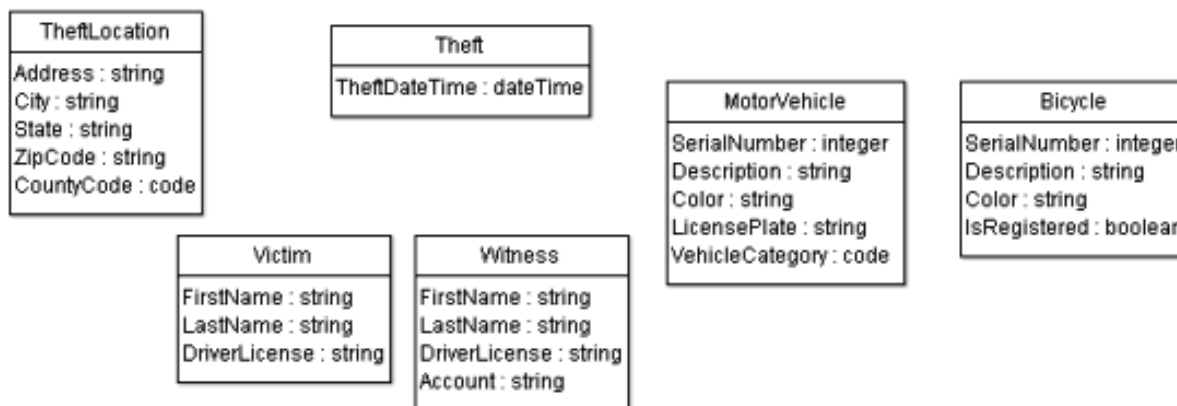 TheftLocation
Address : string
City : string
State : string
ZipCode : string
CountyCode : code
Theft
TheftDateTime : dateTime
MotorVehicle
SerialNumber : integer
Description : string
Color : string
LicensePlate : string
VehicleCategory : code
Bicycle
SerialNumber : integer
Description : string
Color : string
IsRegistered : boolean
Victim
FirstName : string
LastName : string
DriverLicense : string
Witness
FirstName : string
LastName : string
DriverLicense : string
Account : string